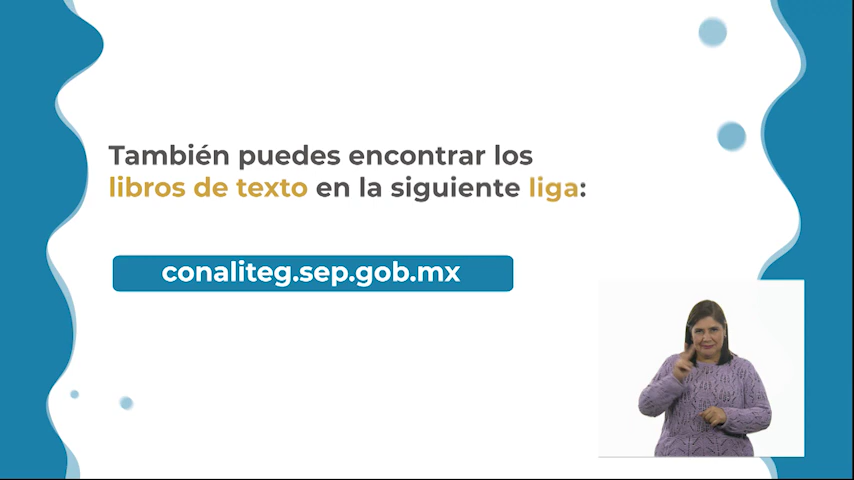 También puedes encontrar los
libros de texto en la siguiente liga:
conaliteg.sep.gob.mx